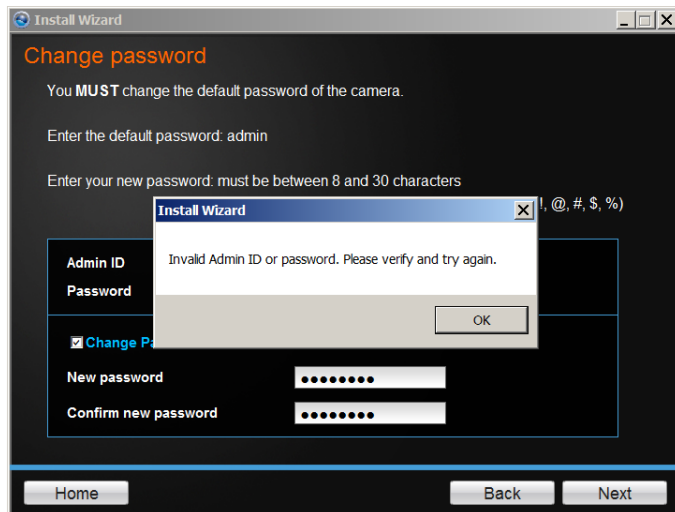 Install Wizard
Change password
You MUST change the default password of the camera.
Enter the default password: admin
Enter your new password: must be between 8 and 30 characters
!, @, #, $, %)
Install Wizard
Invalid Admin ID or password. Please verify and try again.
OK
Admin ID
Password
Change
New password
Confirm new password
Home Back Next